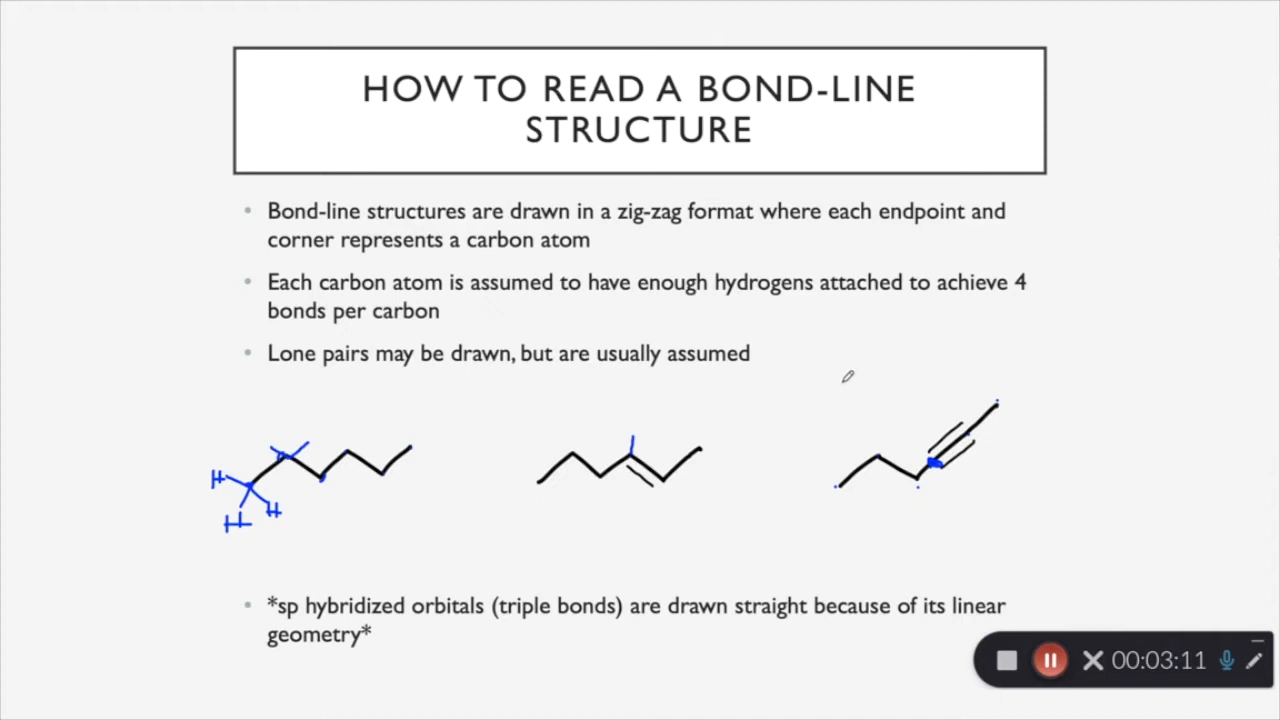 HOW TO READ A BOND-LINE
STRUCTURE
• Bond-line structures are drawn in a zig-zag format where each endpoint and
corner represents a carbon atom
• Each carbon atom is assumed to have enough hydrogens attached to achieve 4
bonds per carbon
• Lone pairs may be drawn, but are usually assumed
H
H
H
• *sp hybridized orbitals (triple bonds) are drawn straight because of its linear
geometry*
00:03:11